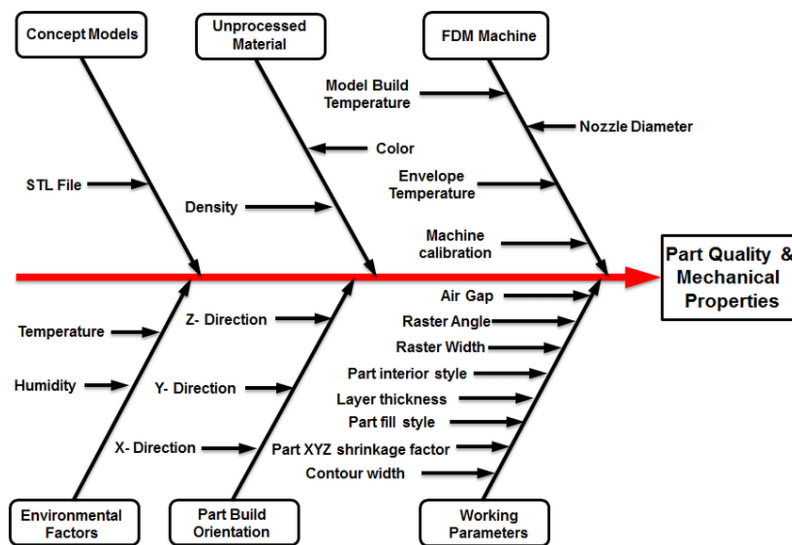 Concept Models
Unprocessed
Material
FDM Machine
Model Build
Temperature
Nozzle Diameter
Color
STL File
Envelope
Temperature
Density
Machine
calibration
Part Quality &
Mechanical
Properties
Air Gap
Z- Direction
Raster Angle
Temperature
Raster Width
Part interior style
Humidity
Y- Direction
Layer thickness
Part fill style
X- Direction
Part XYZ shrinkage factor
Contour width
Environmental
Factors
Part Build
Orientation
Working
Parameters